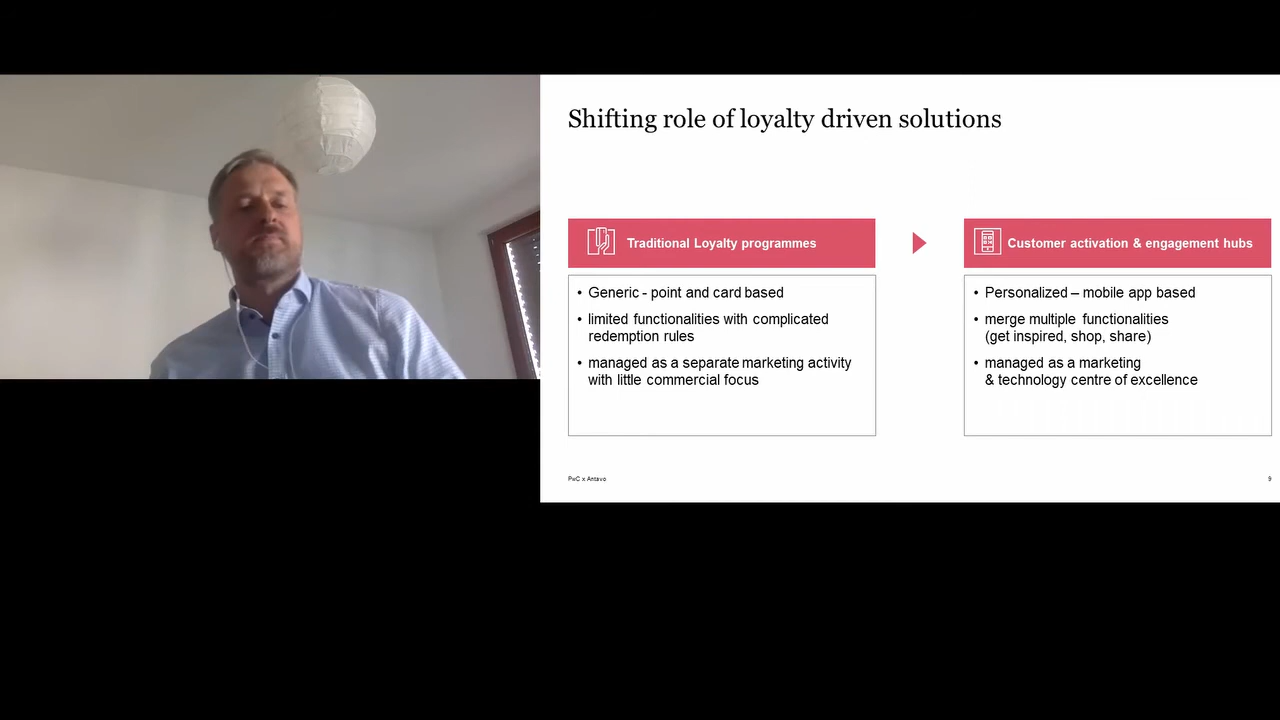 Shifting role of loyalty driven solutions
Traditional Loyalty programmes
• Generic - point and card based
• limited functionalities with complicated
redemption rules
• managed as a separate marketing activity
with little commercial focus
Customer activation & engagement hubs
• Personalized – mobile app based
• merge multiple functionalities
(get inspired, shop, share)
• managed as a marketing
& technology centre of excellence
PwC x Antavo
9